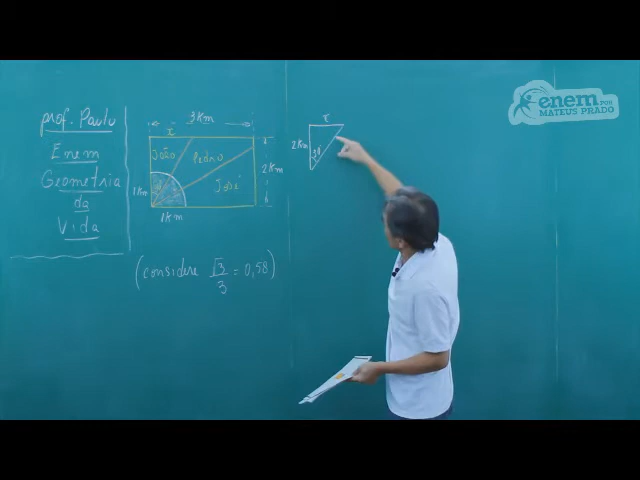 prof. Paulo
Enem
Geometria
da
Vida
3Km
x
João
Pedro
José
2Km
1Km
1Km
(considere √3/3 = 0,58)
x
2Km
30°
enem POR
MATEUS PRADO